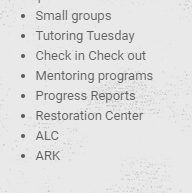 • Small groups
• Tutoring Tuesday
• Check in Check out
• Mentoring programs
• Progress Reports
• Restoration Center
• ALC
• ARK